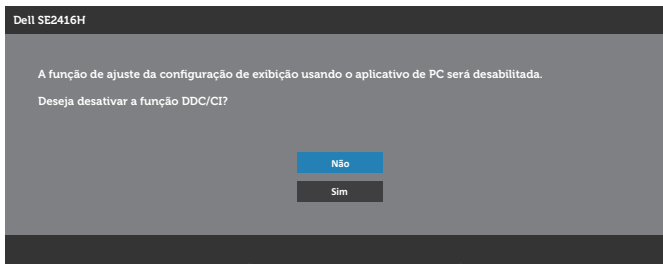 Dell SE2416H
A função de ajuste da configuração de exibição usando o aplicativo de PC será desabilitada.
Deseja desativar a função DDC/CI?
Não
Sim